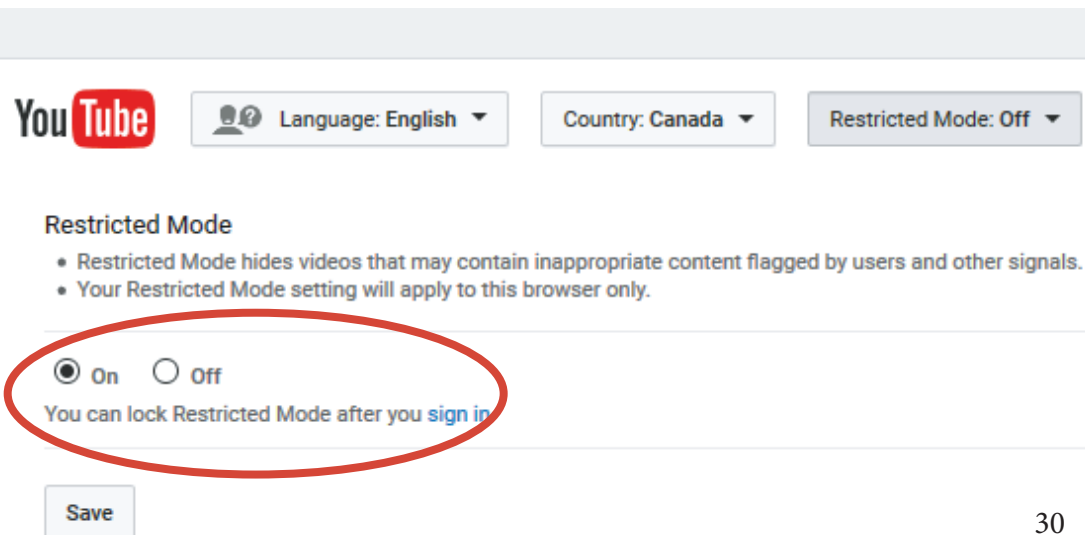 YouTube Language: English Country: Canada Restricted Mode: Off
Restricted Mode
• Restricted Mode hides videos that may contain inappropriate content flagged by users and other signals.
• Your Restricted Mode setting will apply to this browser only.
On Off
You can lock Restricted Mode after you sign in
Save
30